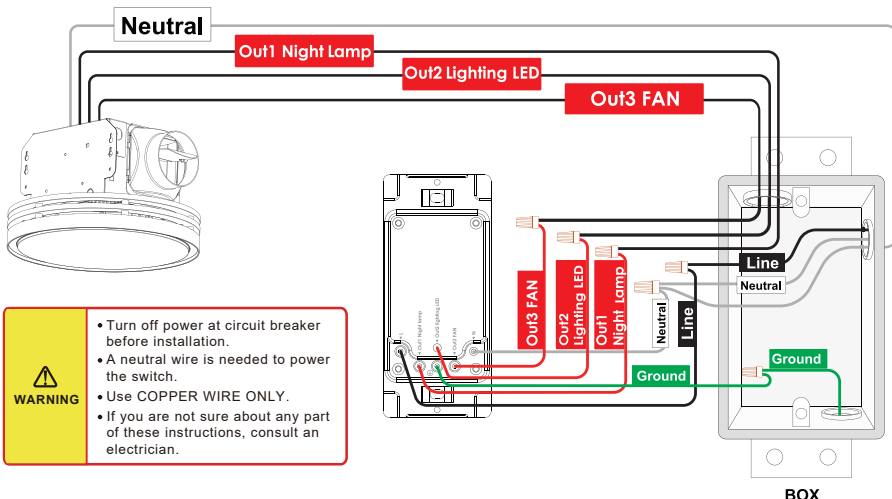 Neutral
Out1 Night Lamp
Out2 Lighting LED
Out3 FAN
Line
Neutral
Out3 FAN
Out2
Lighting LED
Out1
Night Lamp
Neutral
Line
L
Out1 Night lamp
N
Ground
Ground
BOX
WARNING
• Turn off power at circuit breaker
before installation.
• A neutral wire is needed to power
the switch.
• Use COPPER WIRE ONLY.
• If you are not sure about any part
of these instructions, consult an
electrician.